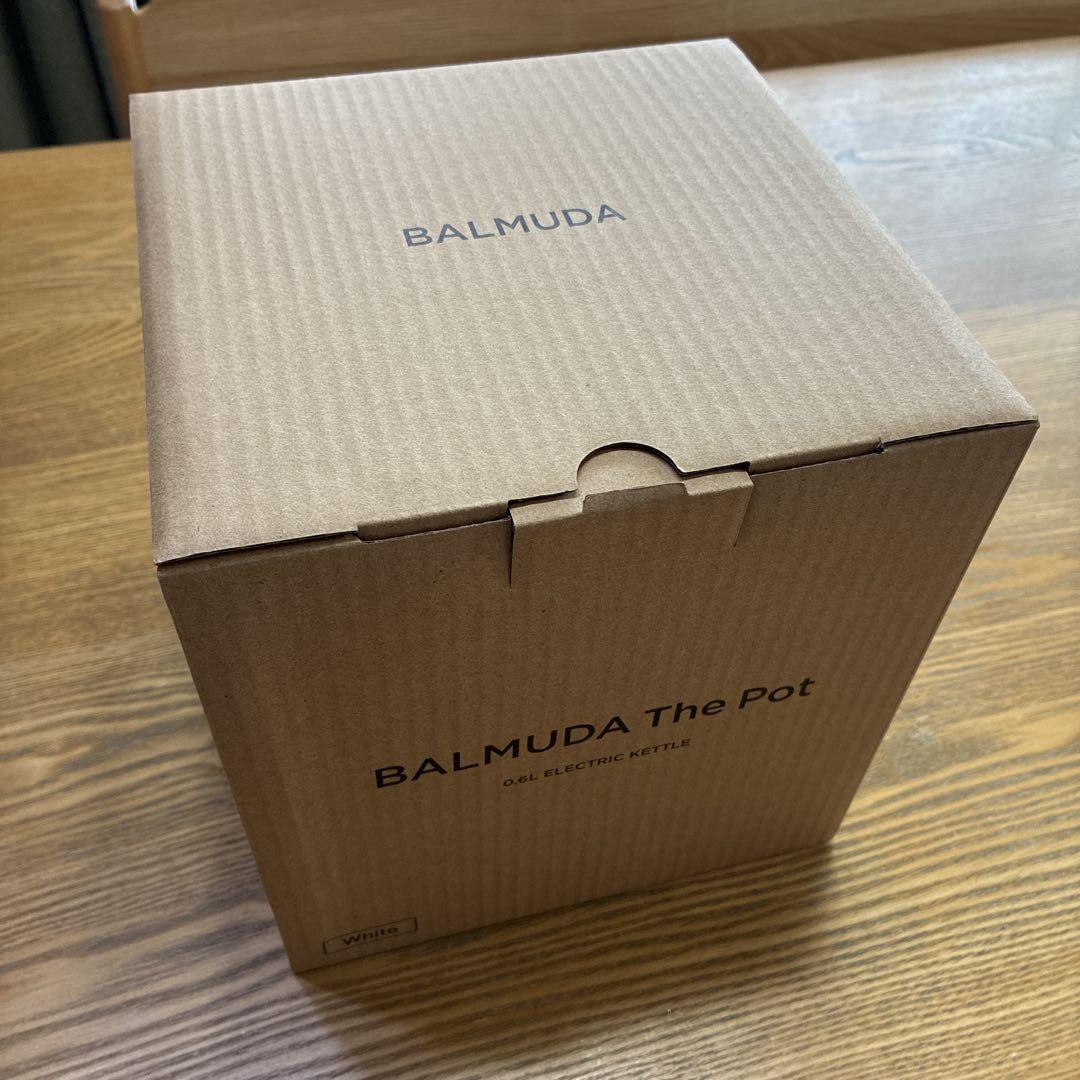 BALMUDA
BALMUDA The Pot
0.6L ELECTRIC KETTLE
White